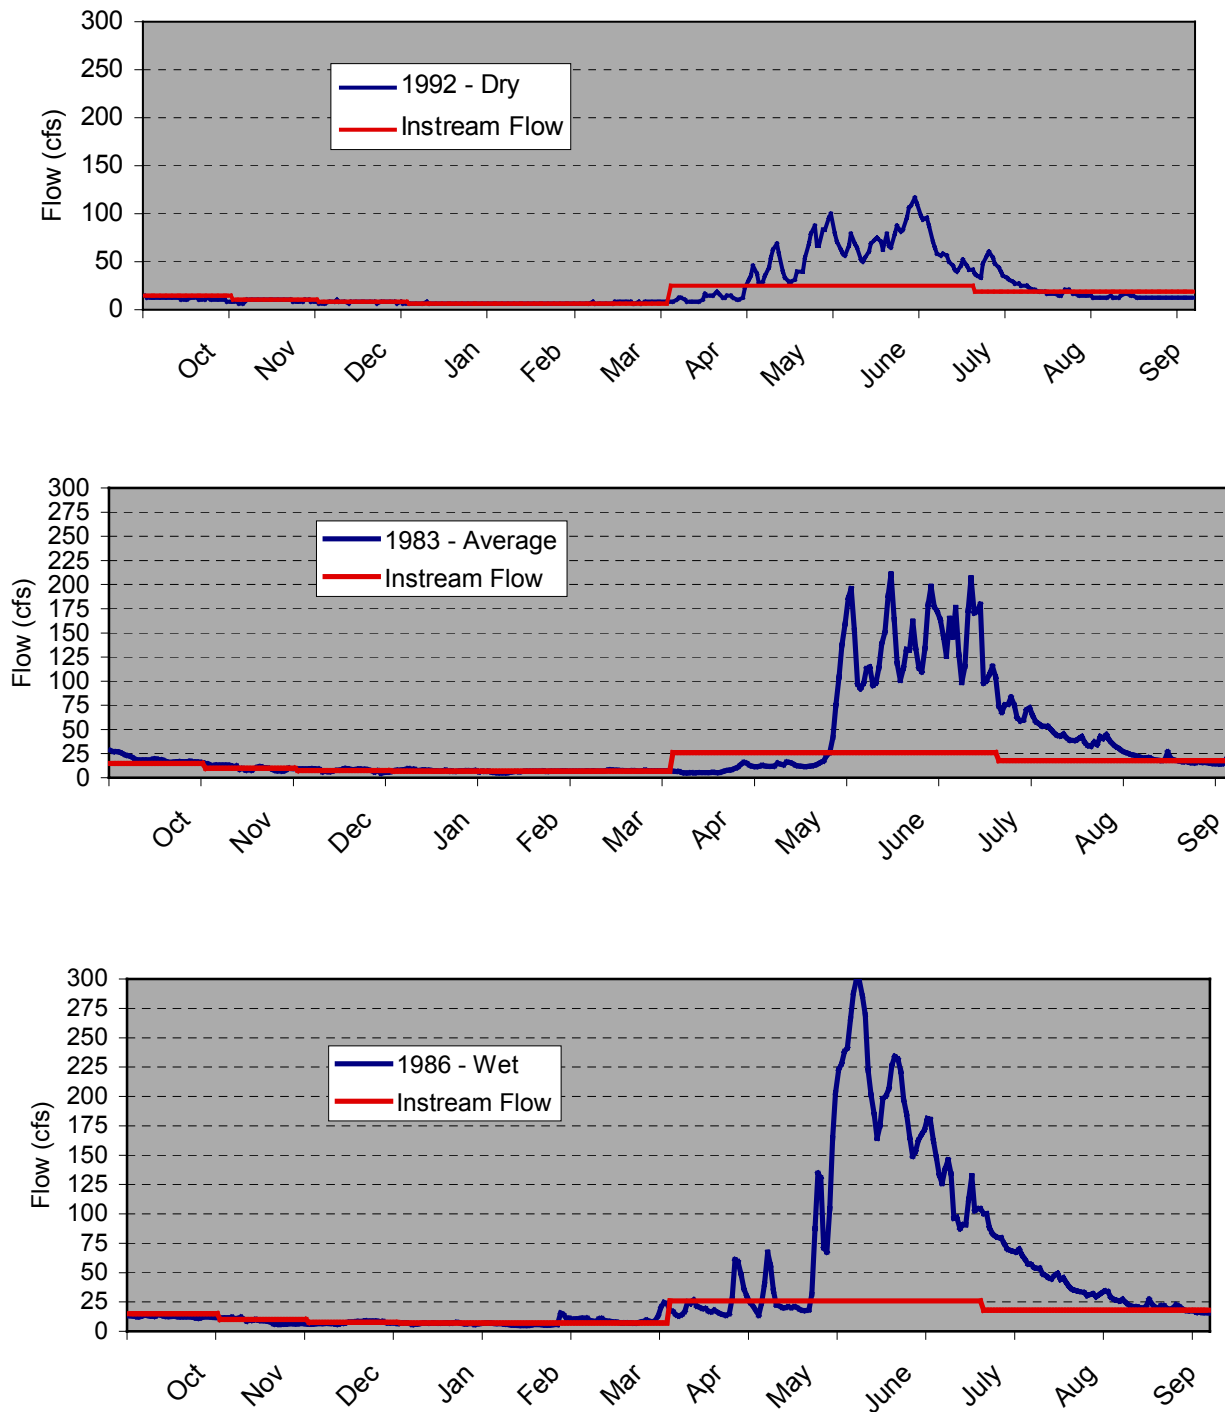 300
250
200
150
100
50
0
Flow (cfs)
1992 - Dry
Instream Flow
Oct Nov Dec Jan Feb Mar Apr May June July Aug Sep
300
275
250
225
200
175
150
125
100
75
50
25
0
Flow (cfs)
1983 - Average
Instream Flow
Oct Nov Dec Jan Feb Mar Apr May June July Aug Sep
300
275
250
225
200
175
150
125
100
75
50
25
0
Flow (cfs)
1986 - Wet
Instream Flow
Oct Nov Dec Jan Feb Mar Apr May June July Aug Sep